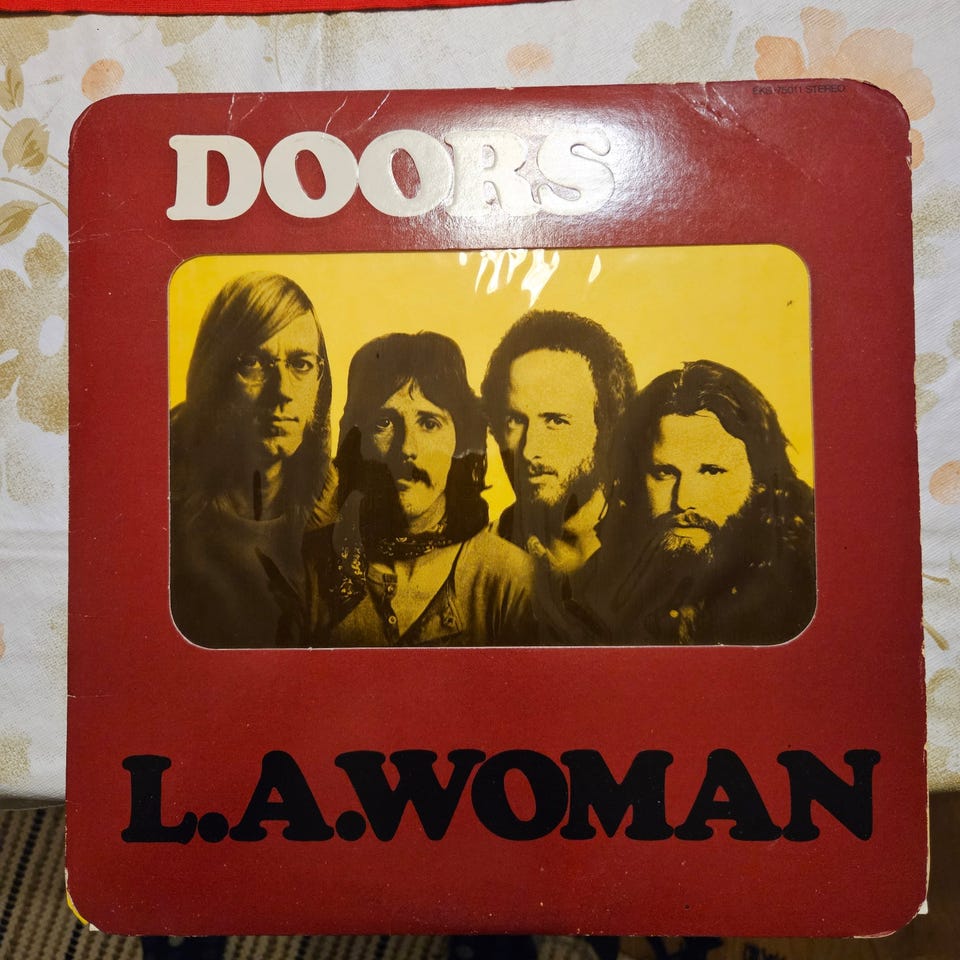 EKS-75011 STEREO
DOORS
L.A.WOMAN